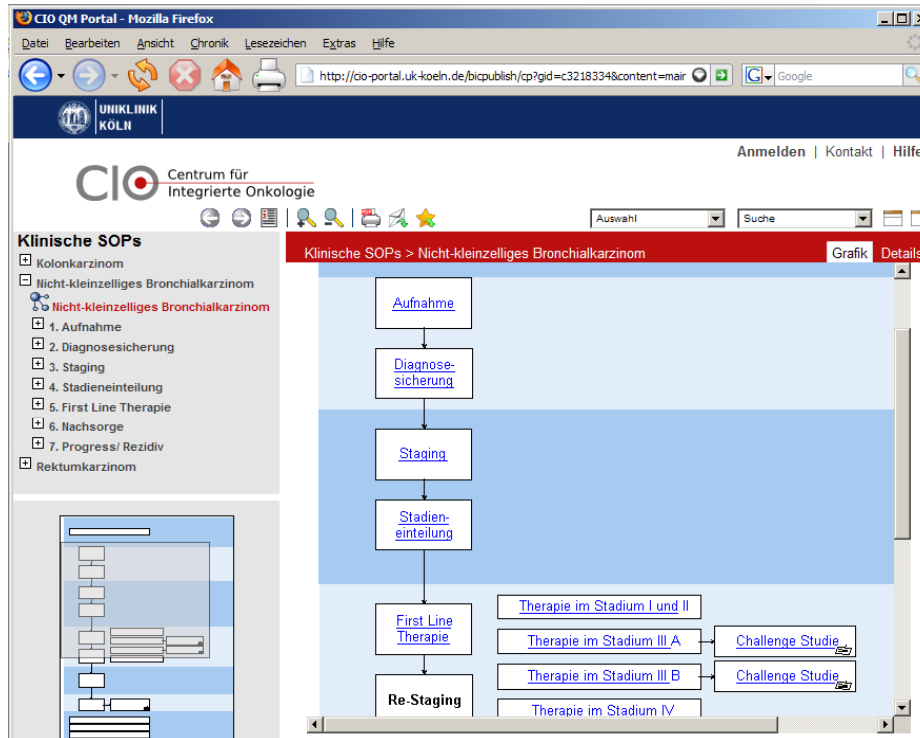 CIO QM Portal - Mozilla Firefox
Datei Bearbeiten Ansicht Chronik Lesezeichen Extras Hilfe
http://cio-portal.uk-koeln.de/bicpublish/cp?gid=c3218334&content=mair
G Google
UNIKLINIK
KÖLN
Anmelden | Kontakt | Hilfe
CIO Centrum für
Integrierte Onkologie
Auswahl Suche
Klinische SOPs
Kolonkarzinom
Nicht-kleinzelliges Bronchialkarzinom
Nicht-kleinzelliges Bronchialkarzinom
1. Aufnahme
2. Diagnosesicherung
3. Staging
4. Stadieneinteilung
5. First Line Therapie
6. Nachsorge
7. Progress/ Rezidiv
Rektumkarzinom
Klinische SOPs > Nicht-kleinzelliges Bronchialkarzinom
Grafik Details
Aufnahme
Diagnose-
sicherung
Staging
Stadien-
einteilung
First Line
Therapie
Therapie im Stadium I und II
Therapie im Stadium III A
Challenge Studie
Therapie im Stadium III B
Challenge Studie
Re-Staging
Therapie im Stadium IV